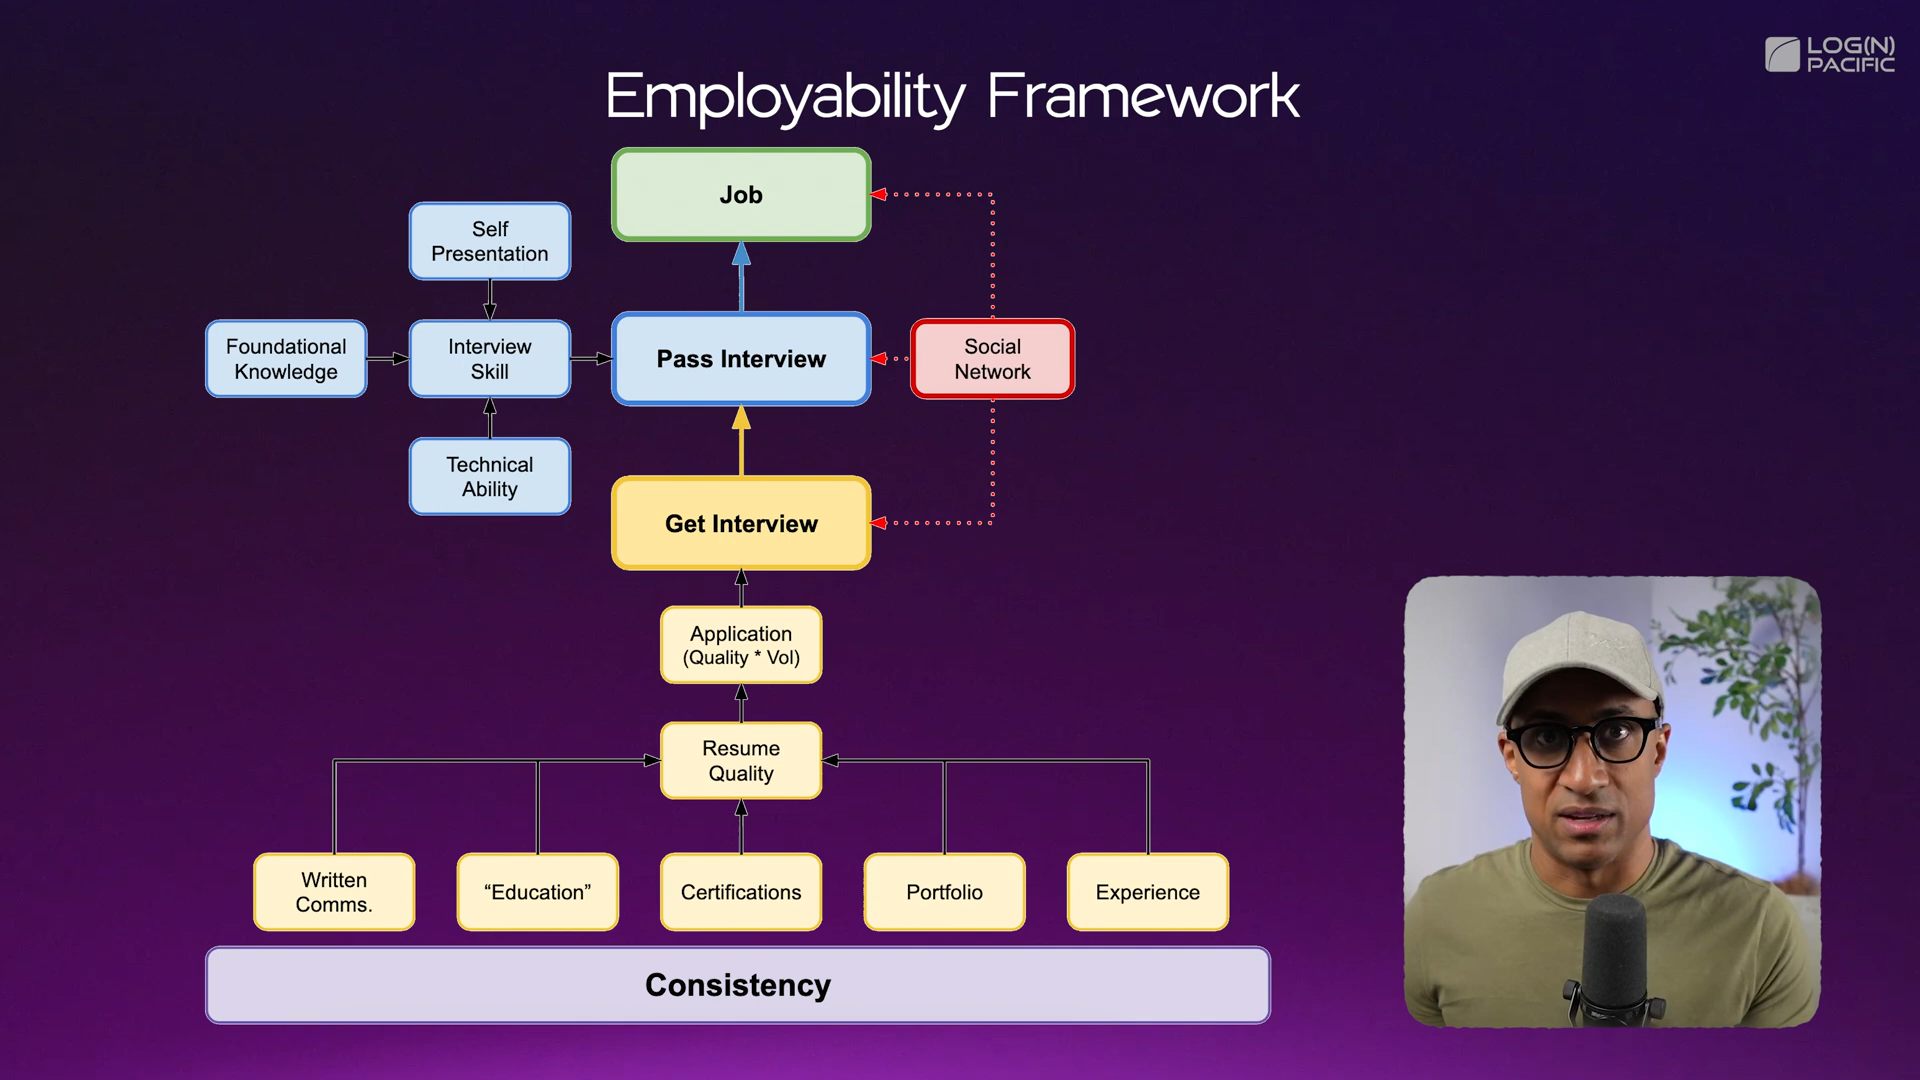 LOG(N)
PACIFIC
Employability Framework
Job
Self
Presentation
Foundational
Knowledge
Interview
Skill
Pass Interview
Social
Network
Technical
Ability
Get Interview
Application
(Quality * Vol)
Resume
Quality
Written
Comms.
“Education”
Certifications
Portfolio
Experience
Consistency